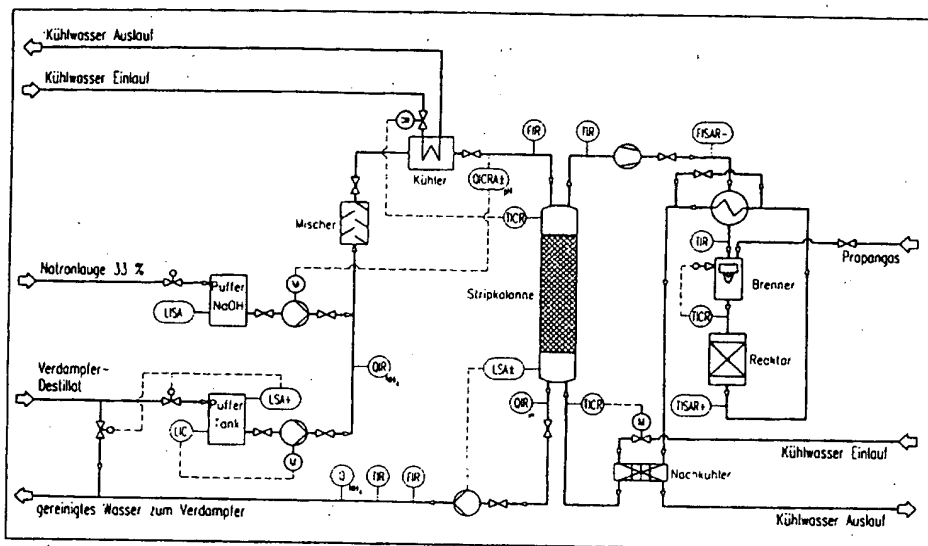 Kühlwasser Auslauf
Kühlwasser Einlauf
FIR
TIR
FISAR-
Kühler
QICRA±
pH
TICR
Mischer
TIR
Propangas
Brenner
Natronlauge 33 %
Puffer
NaOH
M
LISA
Stripkolonne
TICR
Reaktor
Verdampfer-
Destillat
QIR
NH₃
LSA±
LSA+
Puffer
Tank
LIC
M
QIR
TICR
M
TISAR+
Kühlwasser Einlauf
Nachkühler
Q
TIR
FIR
gereinigtes Wasser zum Verdampfer
Kühlwasser Auslauf